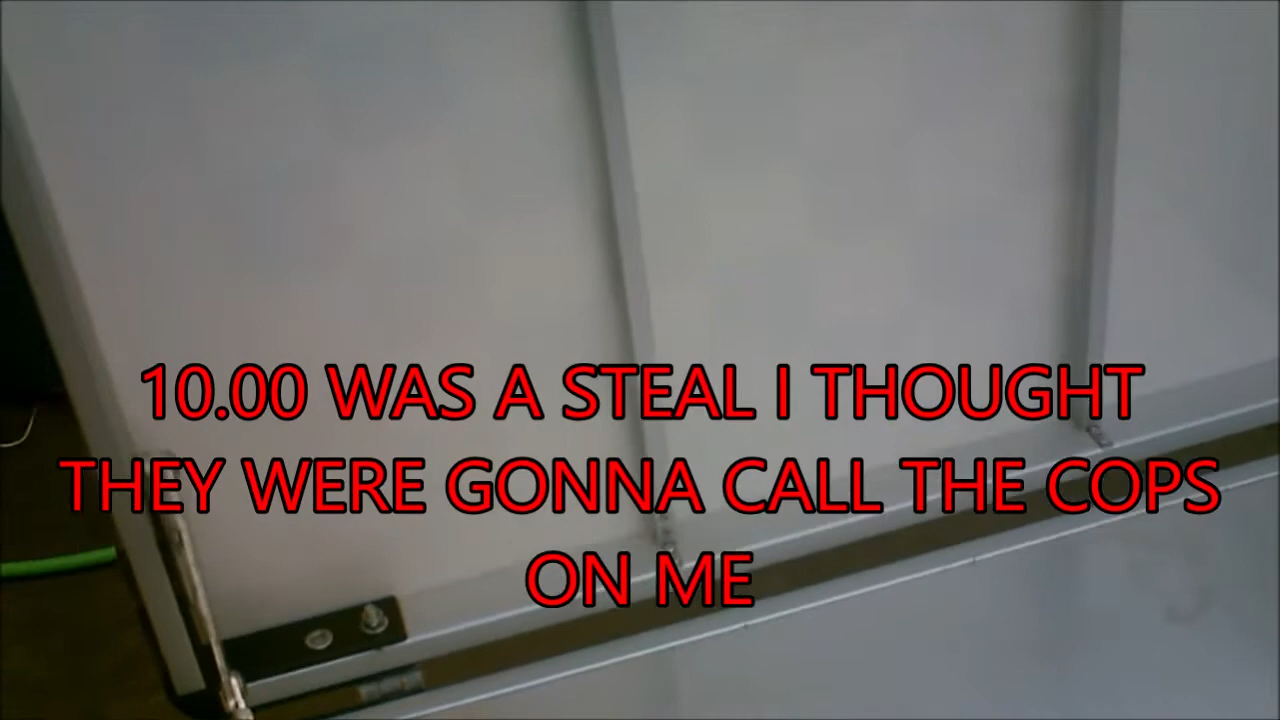 10.00 WAS A STEAL I THOUGHT
THEY WERE GONNA CALL THE COPS
ON ME